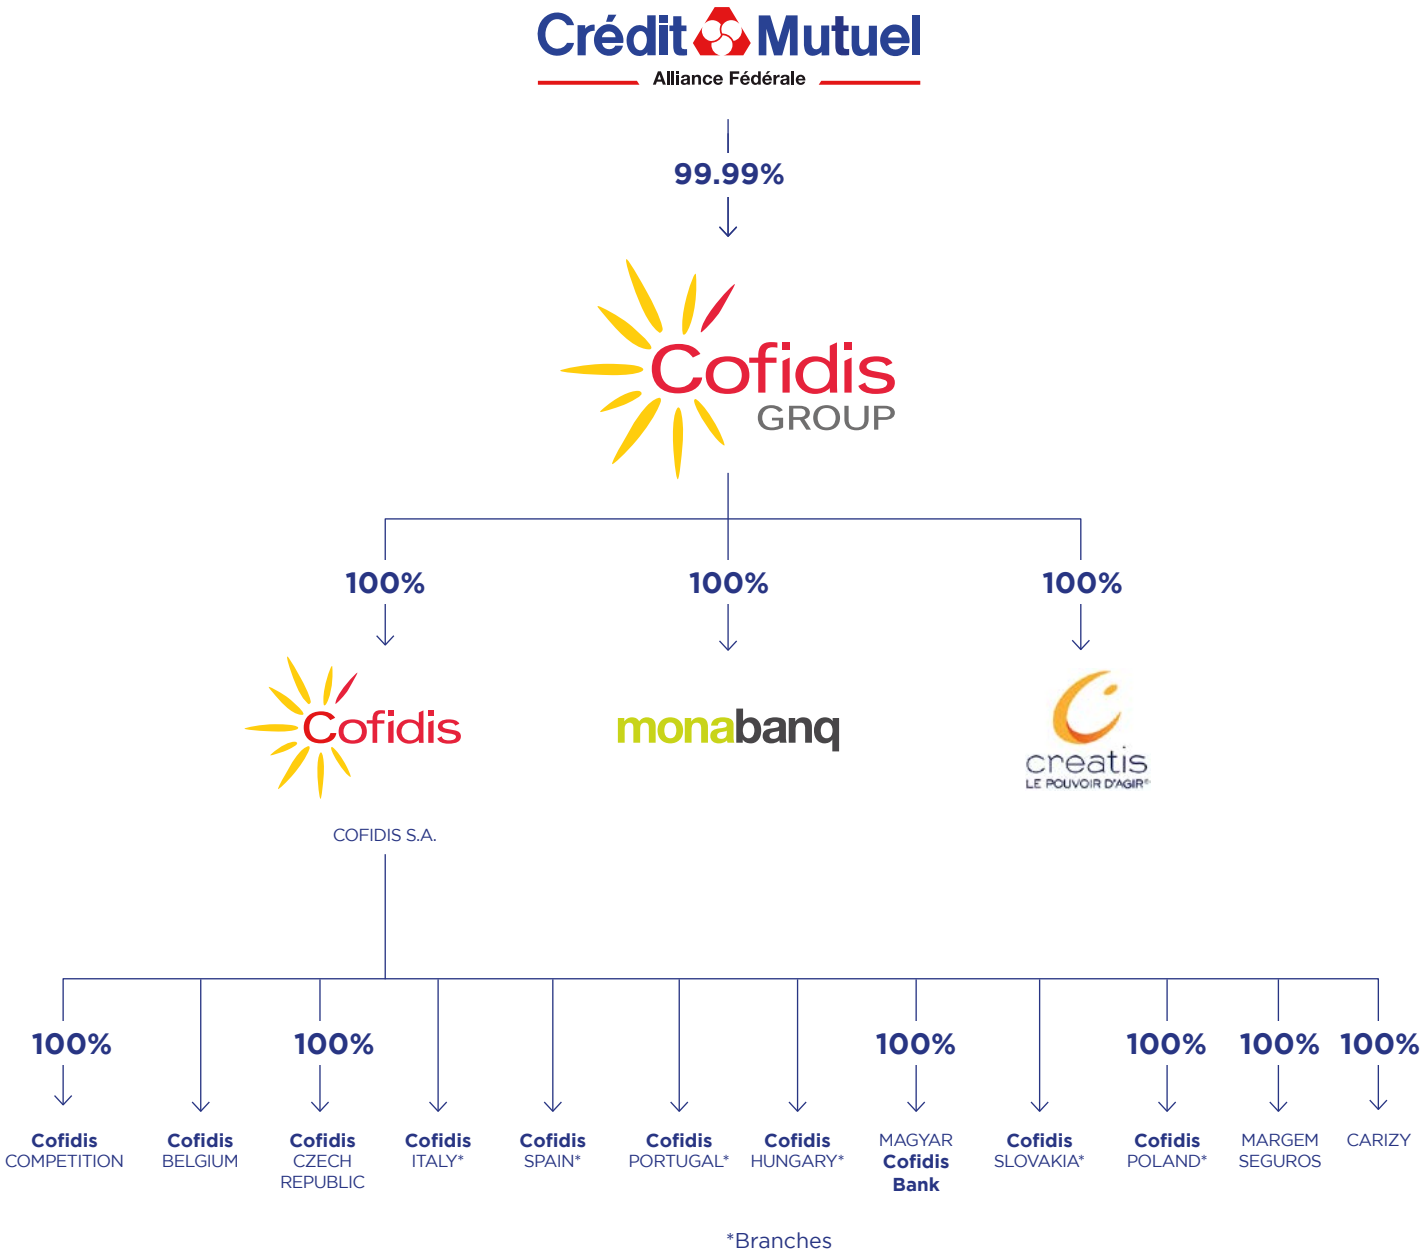 Crédit Mutuel
Alliance Fédérale
99.99%
Cofidis
GROUP
100% 100% 100%
Cofidis
monabanq
creatis
LE POUVOIR D'AGIR®
COFIDIS S.A.
100% 100% 100% 100% 100% 100%
Cofidis
COMPETITION
Cofidis
BELGIUM
Cofidis
CZECH
REPUBLIC
Cofidis
ITALY*
Cofidis
SPAIN*
Cofidis
PORTUGAL*
Cofidis
HUNGARY*
MAGYAR
Cofidis
Bank
Cofidis
SLOVAKIA*
Cofidis
POLAND*
MARGEM
SEGUROS
CARIZY
*Branches